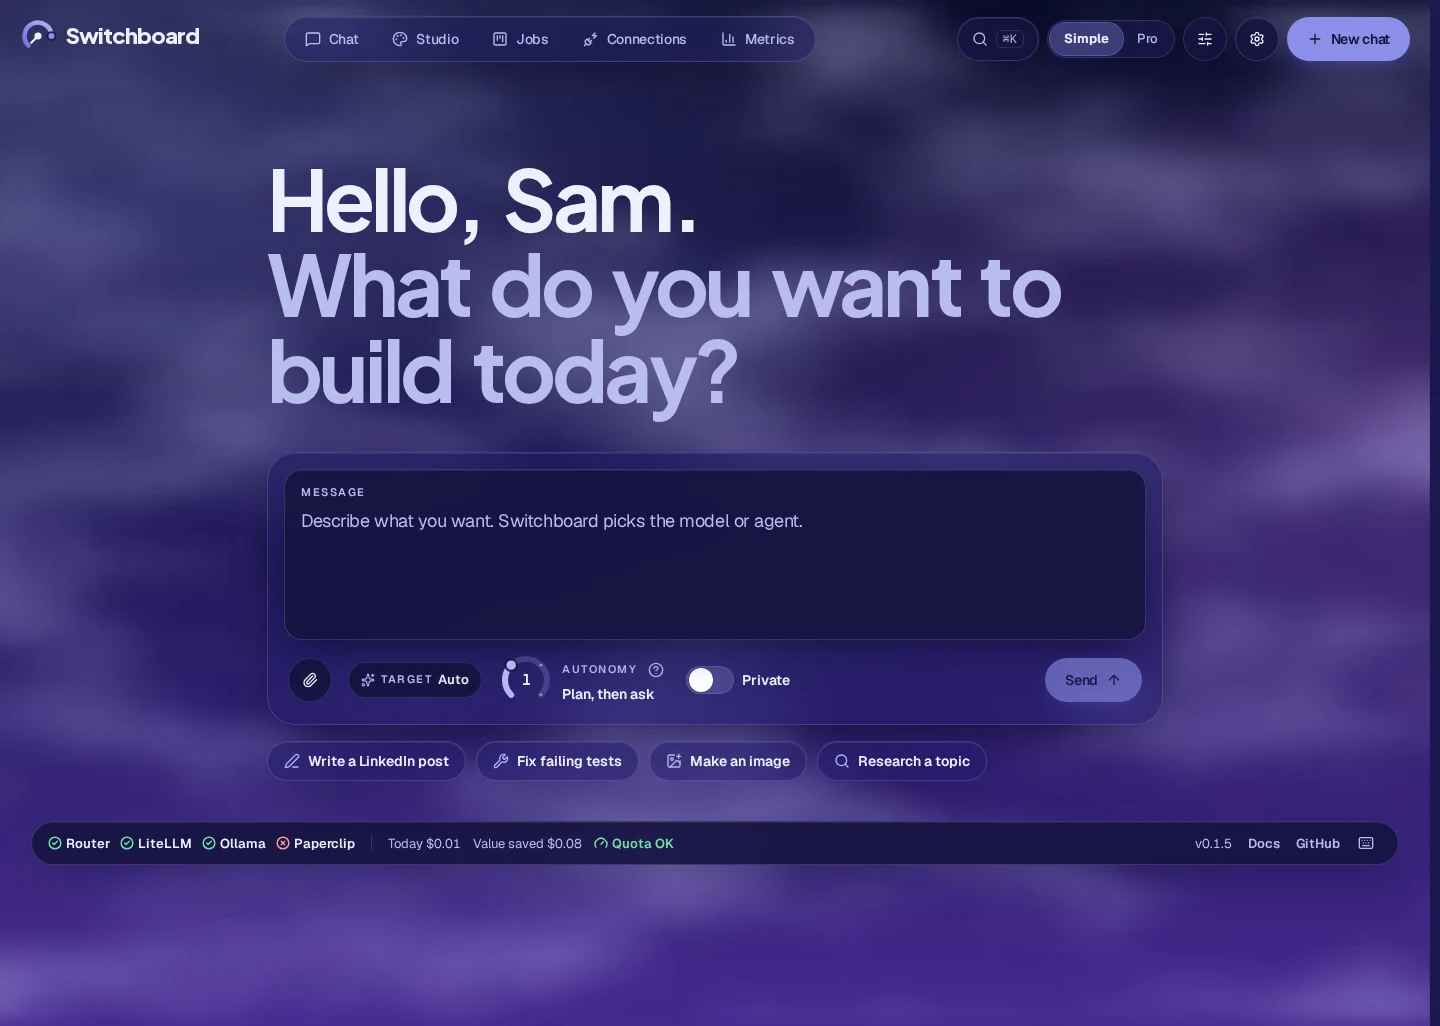 Switchboard
Chat Studio Jobs Connections Metrics
⌘K
Simple Pro
New chat
Hello, Sam.
What do you want to
build today?
MESSAGE
Describe what you want. Switchboard picks the model or agent.
TARGET Auto
1
AUTONOMY
Plan, then ask
Private
Send
Write a LinkedIn post
Fix failing tests
Make an image
Research a topic
Router LiteLLM Ollama Paperclip Today $0.01 Value saved $0.08 Quota OK v0.1.5 Docs GitHub